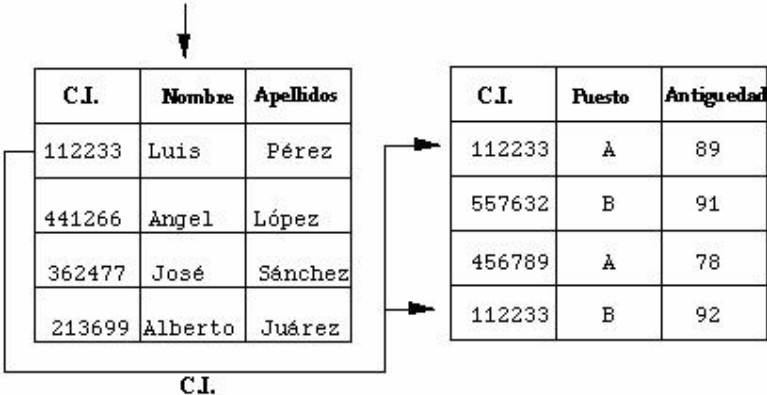 C.I. Nombre Apellidos
112233 Luis Pérez
441266 Angel López
362477 José Sánchez
213699 Alberto Juárez
C.I. Puesto Antiguedad
112233 A 89
557632 B 91
456789 A 78
112233 B 92
C.I.